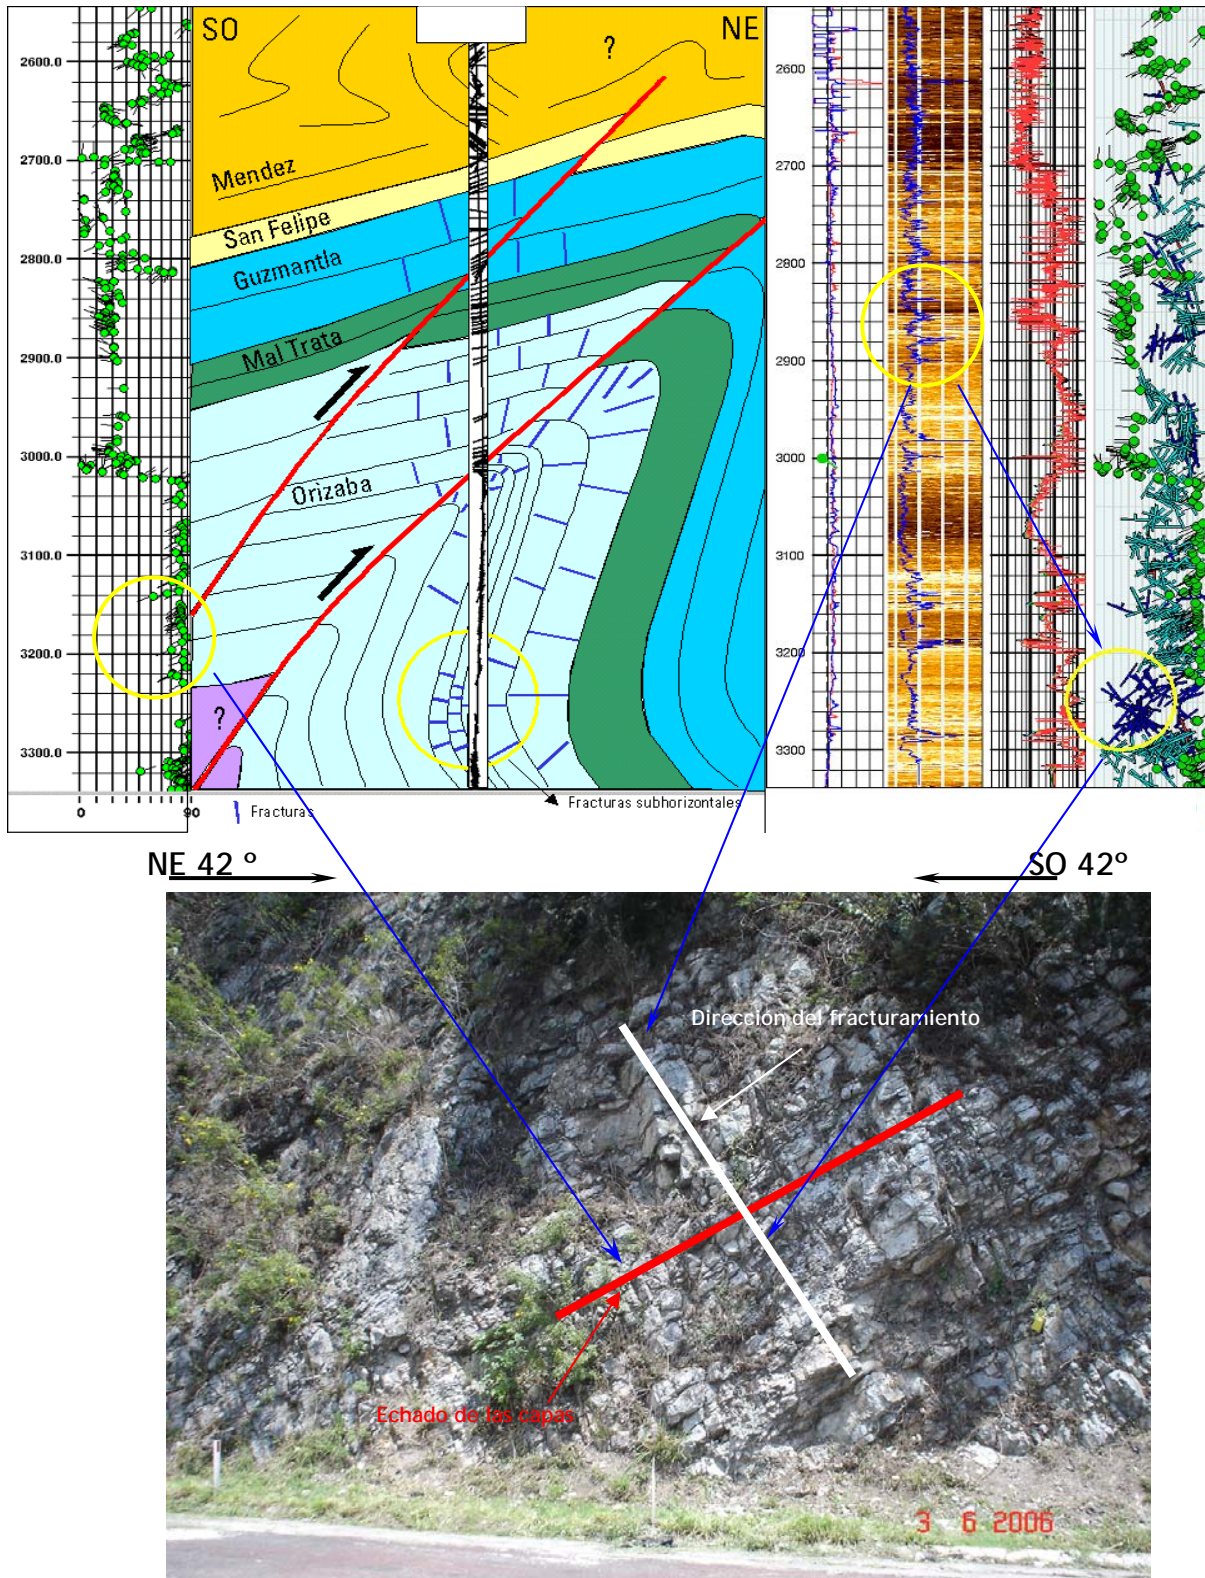 SO
NE
?
2600.0
2700.0
2800.0
2900.0
3000.0
3100.0
3200.0
3300.0
Mendez
San Felipe
Guzmantla
Mal Trata
Orizaba
?
2600
2700
2800
2900
3000
3100
3200
3300
0
90
Fracturas
Fracturas subhorizontales
NE 42 º
SO 42º
Dirección del fracturamiento
Echado de las capas
3 6 2006